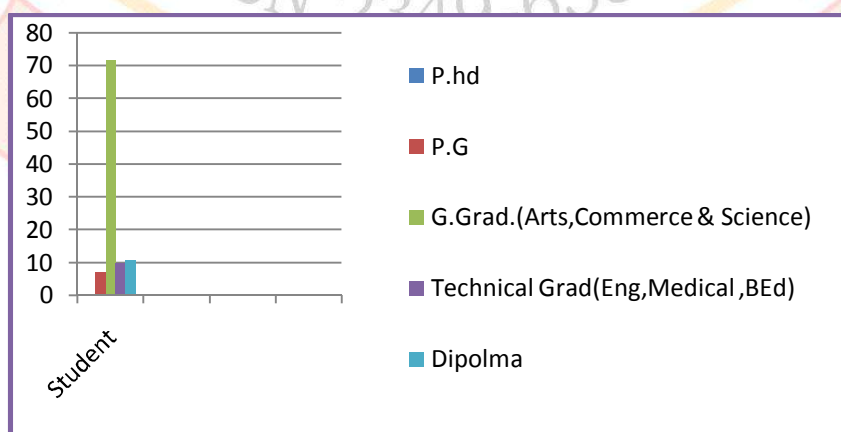 80
70
60
50
40
30
20
10
0
Student
P.hd
P.G
G.Grad.(Arts,Commerce & Science)
Technical Grad(Eng,Medical ,BEd)
Dipolma